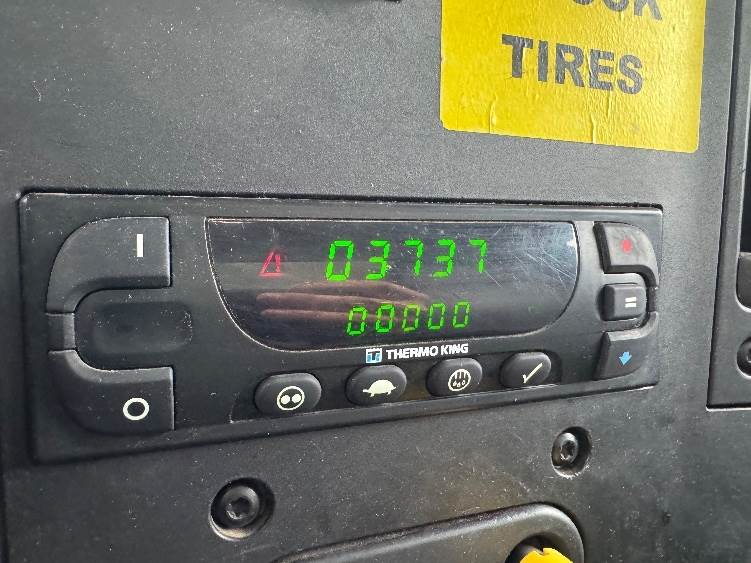 TIRES
I
03737
00000
THERMO KING
=
O